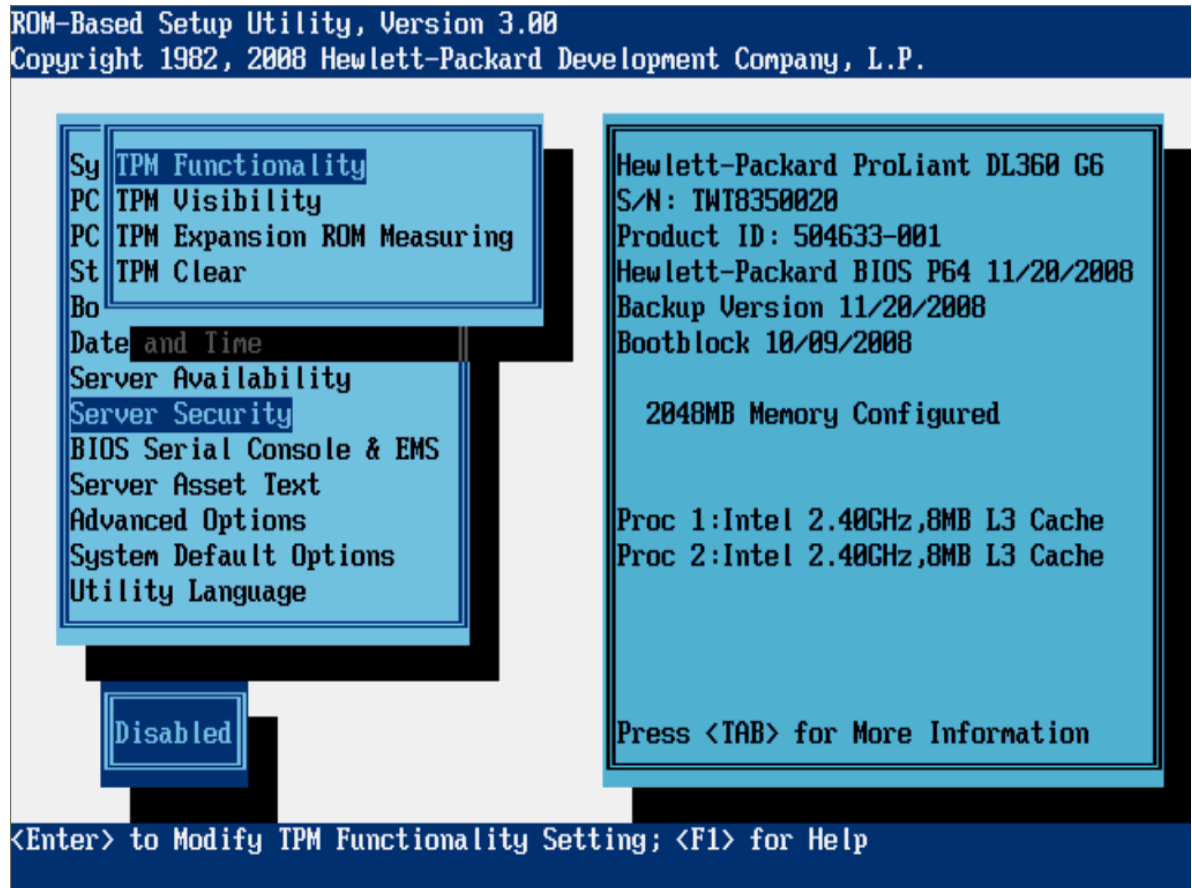 ROM-Based Setup Utility, Version 3.00
Copyright 1982, 2008 Hewlett-Packard Development Company, L.P.
Sy
TPM Functionality
PC
TPM Visibility
PC
TPM Expansion ROM Measuring
St
TPM Clear
Bo
Date and Time
Server Availability
Server Security
BIOS Serial Console & EMS
Server Asset Text
Advanced Options
System Default Options
Utility Language
Disabled
Hewlett-Packard ProLiant DL360 G6
S/N: TWT8350020
Product ID: 504633-001
Hewlett-Packard BIOS P64 11/20/2008
Backup Version 11/20/2008
Bootblock 10/09/2008
2048MB Memory Configured
Proc 1:Intel 2.40GHz,8MB L3 Cache
Proc 2:Intel 2.40GHz,8MB L3 Cache
Press <TAB> for More Information
<Enter> to Modify TPM Functionality Setting; <F1> for Help